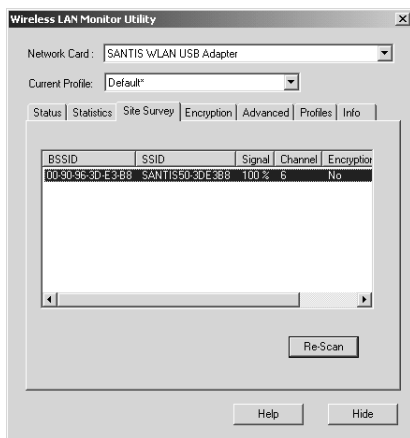 Wireless LAN Monitor Utility
Network Card : SANTIS WLAN USB Adapter
Current Profile: Default*
Status Statistics Site Survey Encryption Advanced Profiles Info
BSSID SSID Signal Channel Encryption
00-90-96-3D-E3-B8 SANTIS50-3DE3B8 100 % 6 No
Re-Scan
Help Hide